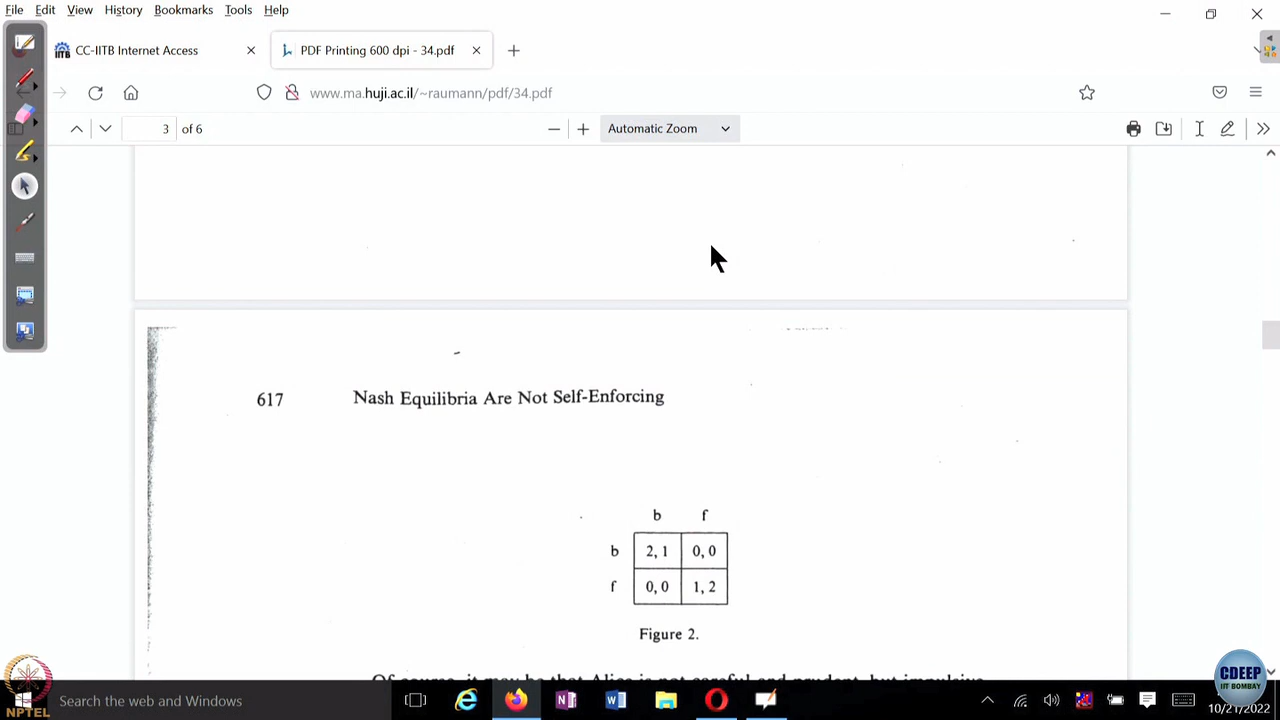 File Edit View History Bookmarks Tools Help
CC-IITB Internet Access
PDF Printing 600 dpi - 34.pdf
www.ma.huji.ac.il/~raumann/pdf/34.pdf
3 of 6
Automatic Zoom
617 Nash Equilibria Are Not Self-Enforcing
b f
b 2, 1 0, 0
f 0, 0 1, 2
Figure 2.
Of course, it may be that Alice is not careful and prudent, but impulsive
Search the web and Windows
NPTEL
CDEEP
IIT BOMBAY
10/21/2022